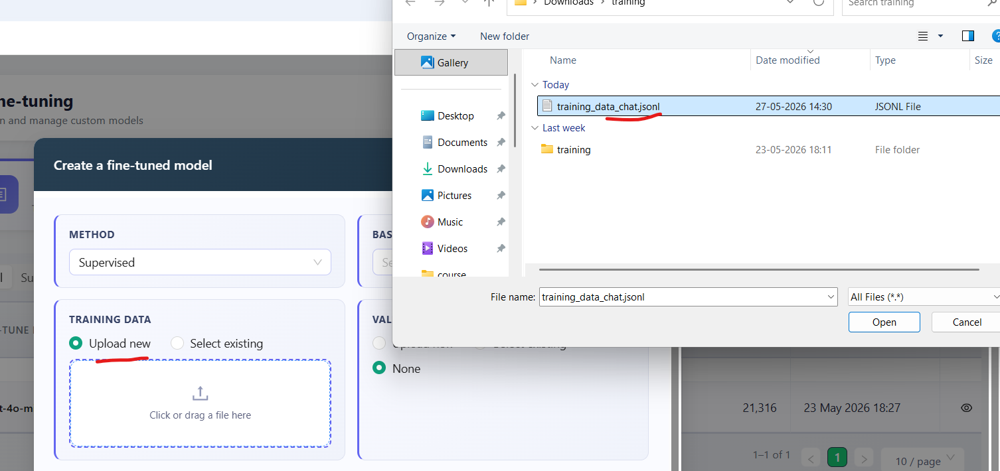 Downloads > training
Search training
Organize
New folder
Gallery
Desktop
Documents
Downloads
Pictures
Music
Videos
course
Name
Date modified
Type
Size
Today
training_data_chat.jsonl 27-05-2026 14:30 JSONL File
Last week
training 23-05-2026 18:11 File folder
File name: training_data_chat.jsonl
All Files (*.*)
Open
Cancel
ne-tuning
n and manage custom models
Create a fine-tuned model
METHOD
Supervised
BAS
Se
TRAINING DATA
Upload new
Select existing
Click or drag a file here
VAL
Upload new
Select existing
None
Su
-TUNE
t-4o-m
21,316 23 May 2026 18:27
1–1 of 1
1
10 / page